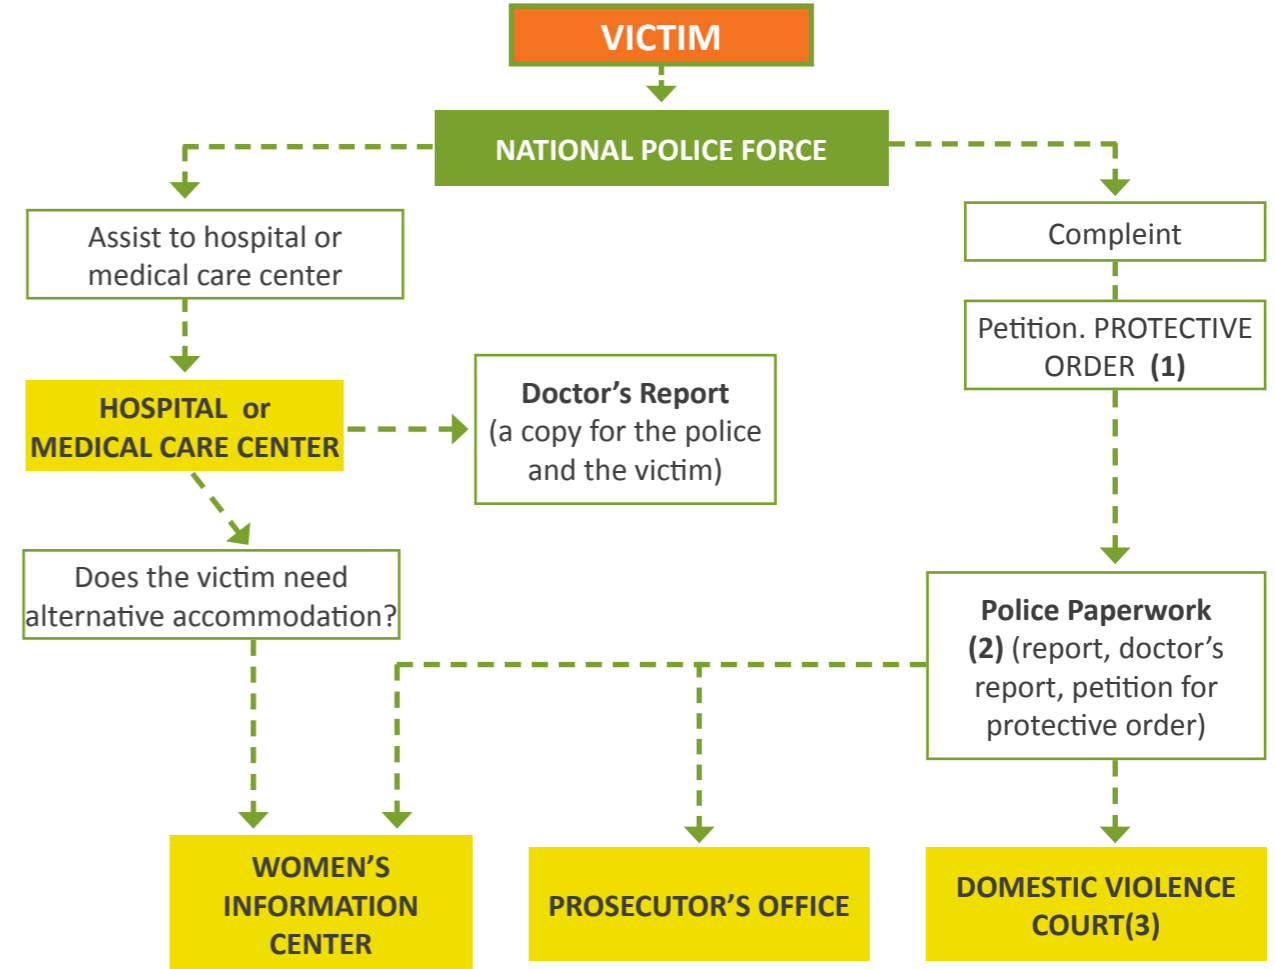 VICTIM
NATIONAL POLICE FORCE
Assist to hospital or
medical care center
Compleint
Petition. PROTECTIVE
ORDER (1)
HOSPITAL or
MEDICAL CARE CENTER
Doctor’s Report
(a copy for the police
and the victim)
Does the victim need
alternative accommodation?
Police Paperwork
(2) (report, doctor’s
report, petition for
protective order)
WOMEN’S
INFORMATION
CENTER
PROSECUTOR’S OFFICE
DOMESTIC VIOLENCE
COURT(3)